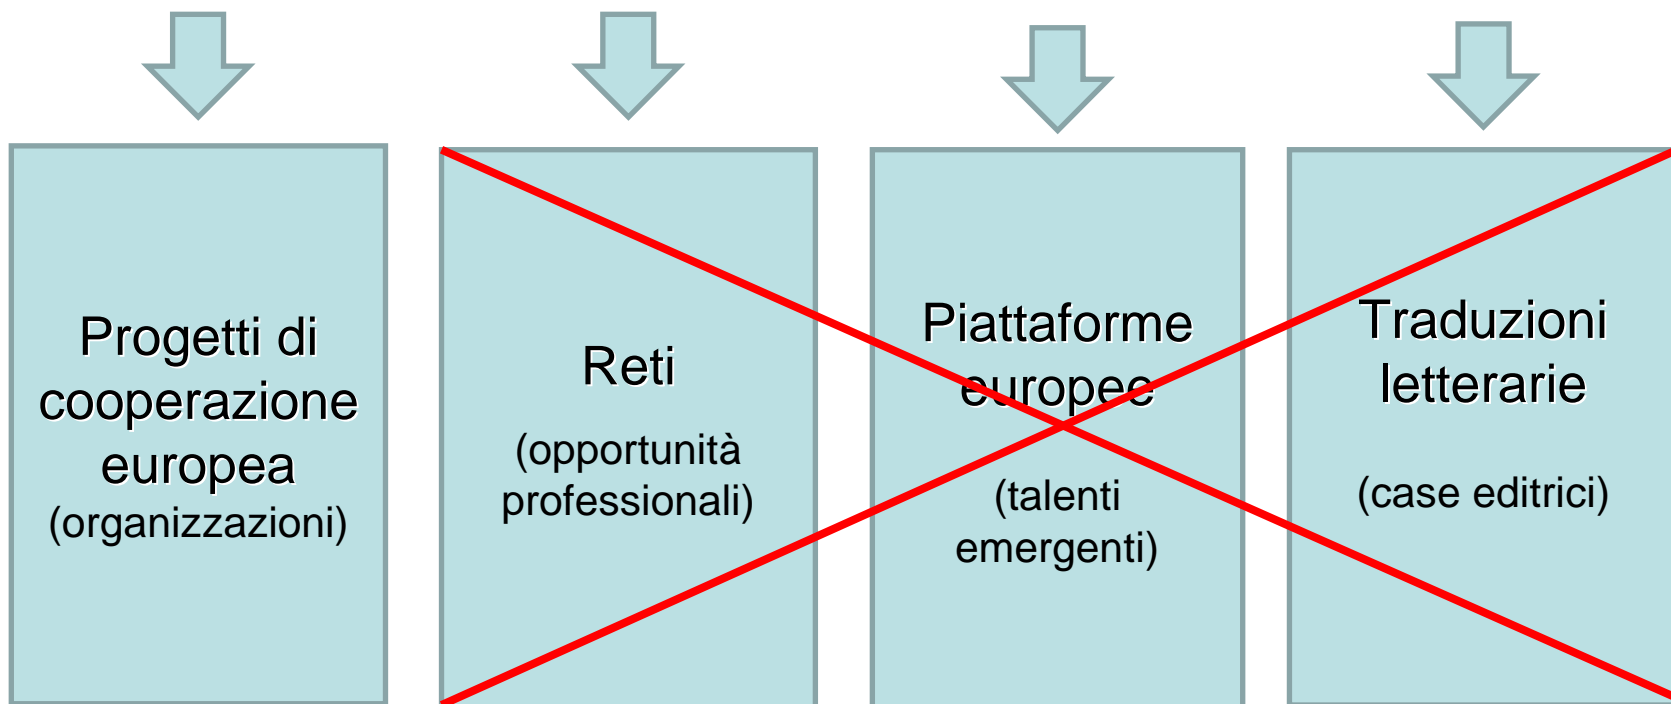 Progetti di
cooperazione
europea
(organizzazioni)
Reti
(opportunità
professionali)
Piattaforme
europee
(talenti
emergenti)
Traduzioni
letterarie
(case editrici)